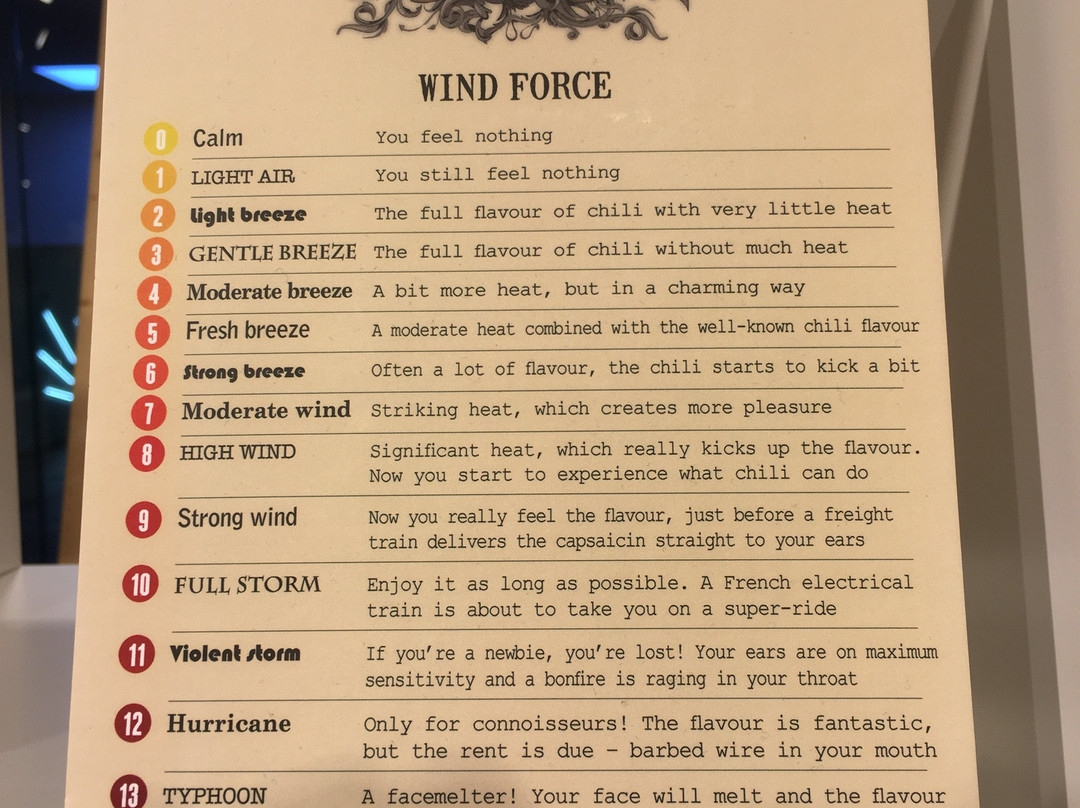 WIND FORCE
0 Calm You feel nothing
1 LIGHT AIR You still feel nothing
2 Light breeze The full flavour of chili with very little heat
3 GENTLE BREEZE The full flavour of chili without much heat
4 Moderate breeze A bit more heat, but in a charming way
5 Fresh breeze A moderate heat combined with the well-known chili flavour
6 Strong breeze Often a lot of flavour, the chili starts to kick a bit
7 Moderate wind Striking heat, which creates more pleasure
8 HIGH WIND Significant heat, which really kicks up the flavour.
Now you start to experience what chili can do
9 Strong wind Now you really feel the flavour, just before a freight
train delivers the capsaicin straight to your ears
10 FULL STORM Enjoy it as long as possible. A French electrical
train is about to take you on a super-ride
11 Violent storm If you're a newbie, you're lost! Your ears are on maximum
sensitivity and a bonfire is raging in your throat
12 Hurricane Only for connoisseurs! The flavour is fantastic,
but the rent is due – barbed wire in your mouth
13 TYPHOON A facemelter! Your face will melt and the flavour